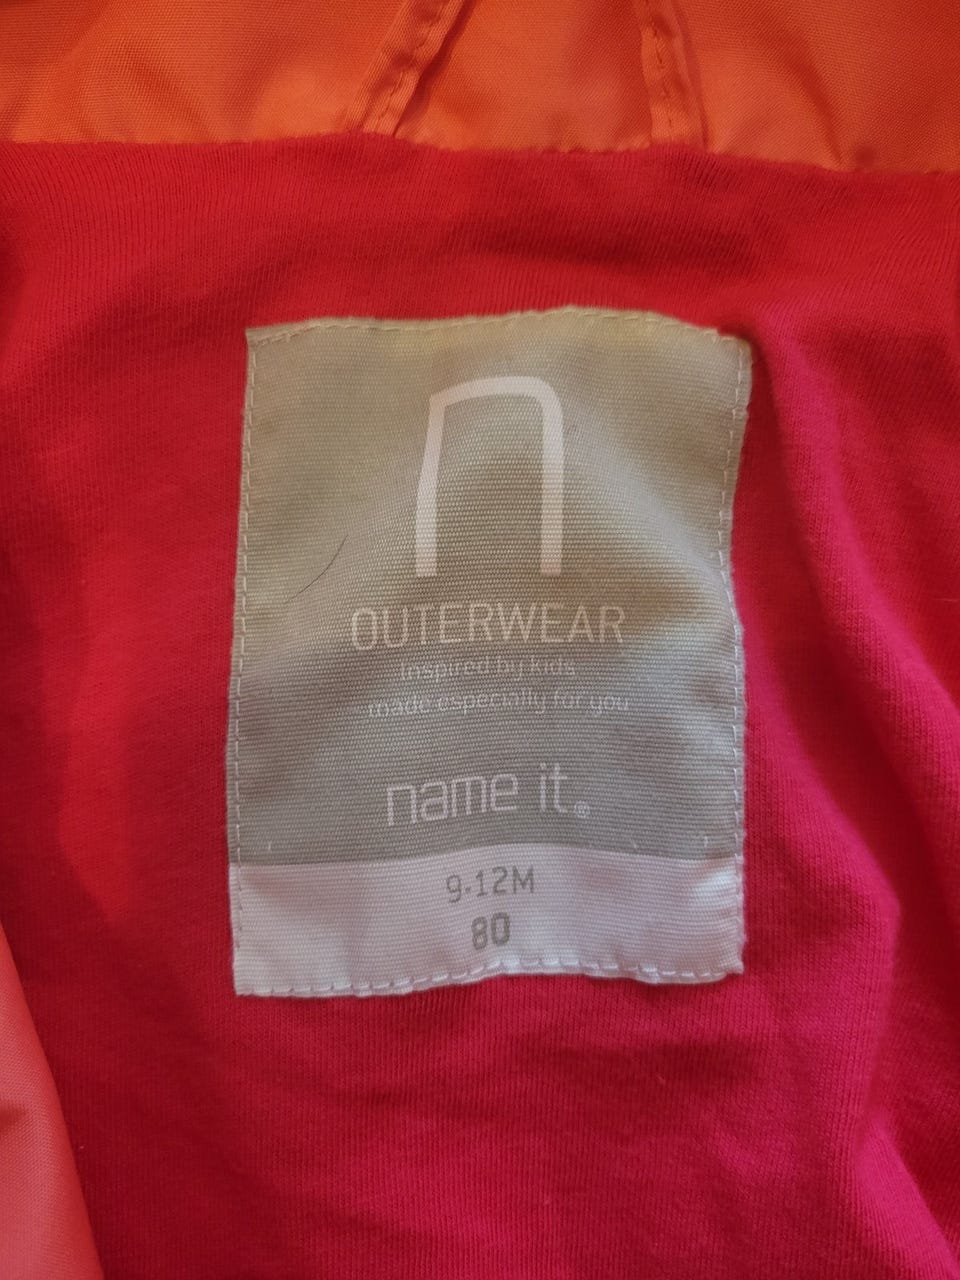 n
OUTERWEAR
inspired by kids
made especially for you
name it®
9-12M
80